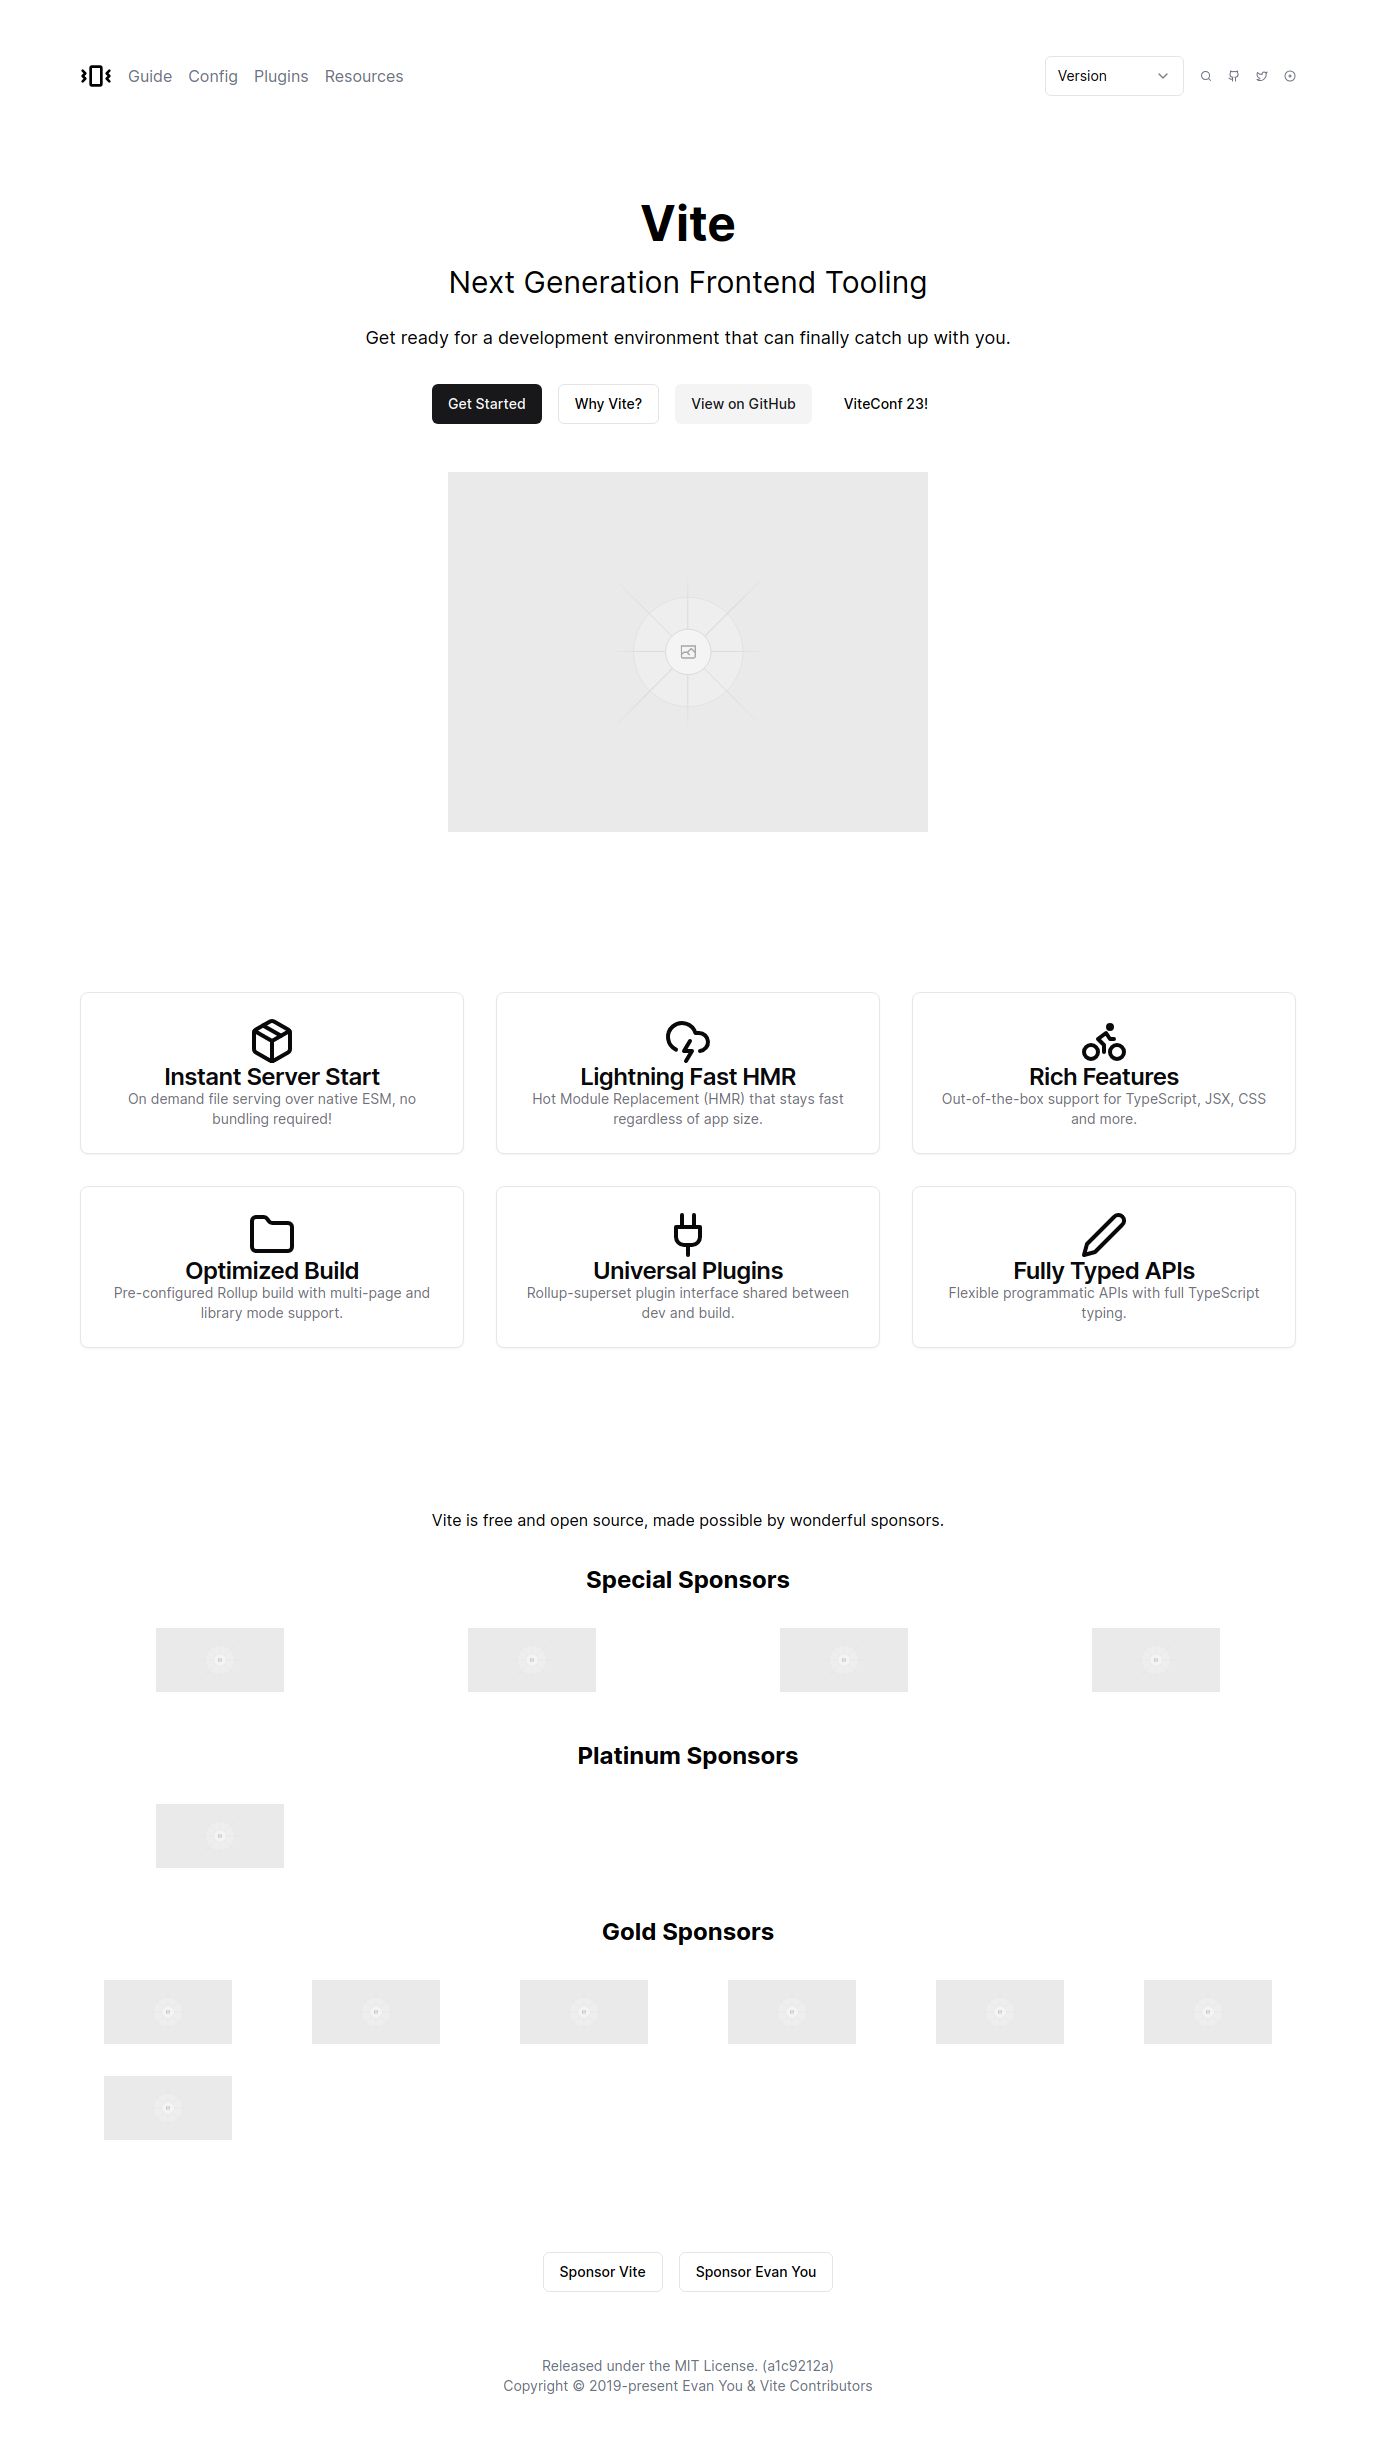 Guide Config Plugins Resources Version
Vite
Next Generation Frontend Tooling
Get ready for a development environment that can finally catch up with you.
Get Started Why Vite? View on GitHub ViteConf 23!
Instant Server Start
On demand file serving over native ESM, no
bundling required!
Lightning Fast HMR
Hot Module Replacement (HMR) that stays fast
regardless of app size.
Rich Features
Out-of-the-box support for TypeScript, JSX, CSS
and more.
Optimized Build
Pre-configured Rollup build with multi-page and
library mode support.
Universal Plugins
Rollup-superset plugin interface shared between
dev and build.
Fully Typed APIs
Flexible programmatic APIs with full TypeScript
typing.
Vite is free and open source, made possible by wonderful sponsors.
Special Sponsors
Platinum Sponsors
Gold Sponsors
Sponsor Vite Sponsor Evan You
Released under the MIT License. (a1c9212a)
Copyright © 2019-present Evan You & Vite Contributors